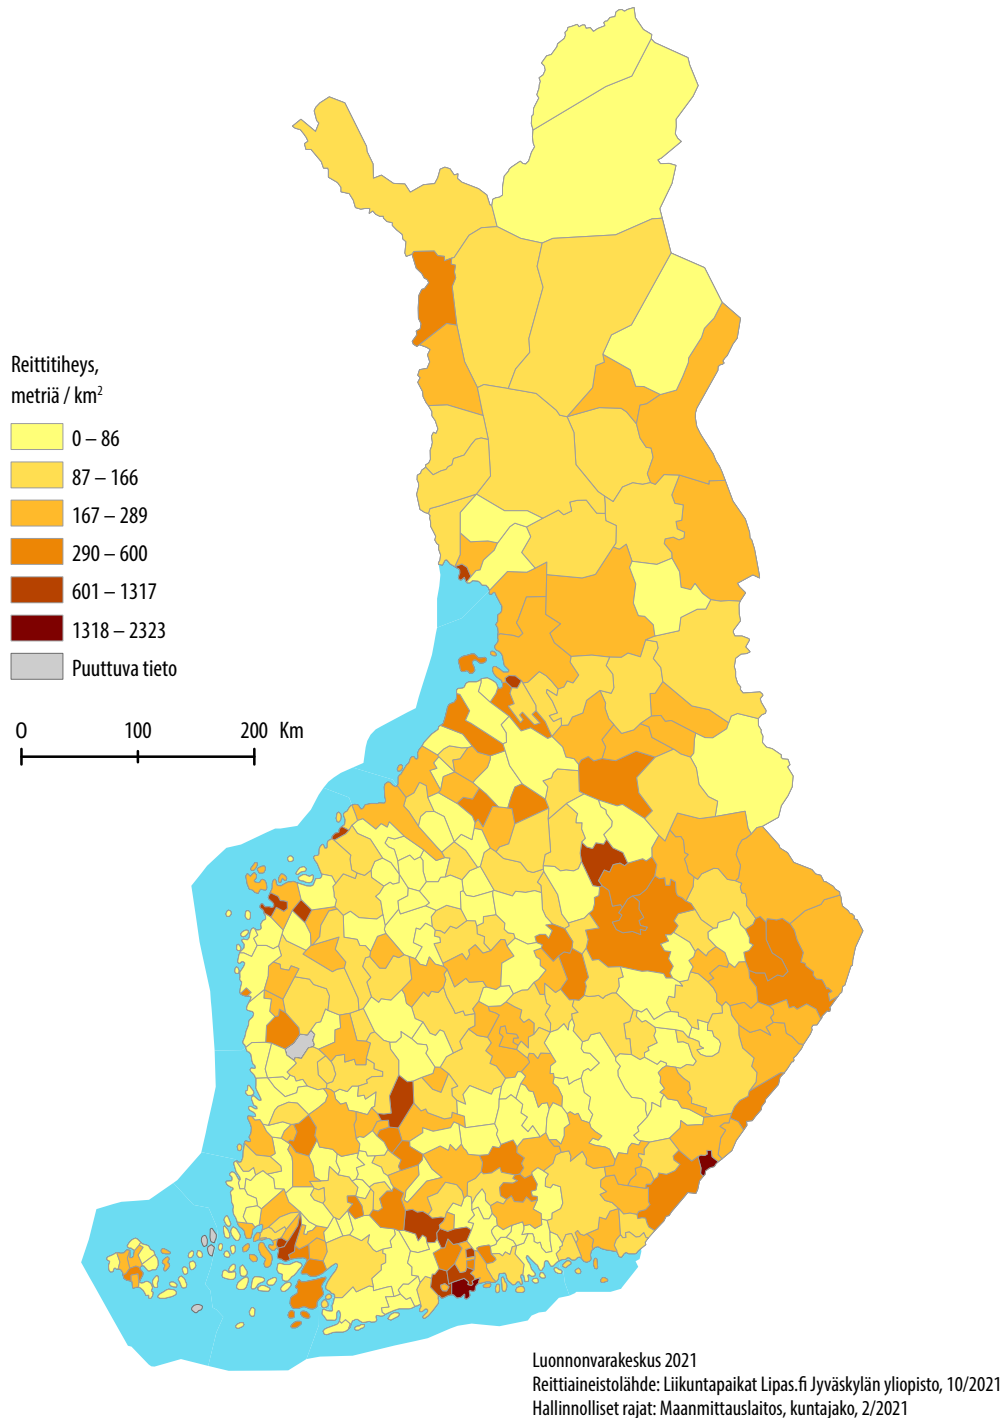 Reittitiheys,
metriä / km²
0 – 86
87 – 166
167 – 289
290 – 600
601 – 1317
1318 – 2323
Puuttuva tieto
0 100 200 Km
Luonnonvarakeskus 2021
Reittiaineistolähde: Liikuntapaikat Lipas.fi Jyväskylän yliopisto, 10/2021
Hallinnolliset rajat: Maanmittauslaitos, kuntajako, 2/2021